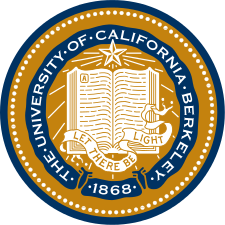 ·THE·UNIVERSITY·OF·CALIFORNIA·BERKELEY·
A
LET THERE BE LIGHT
·1868·